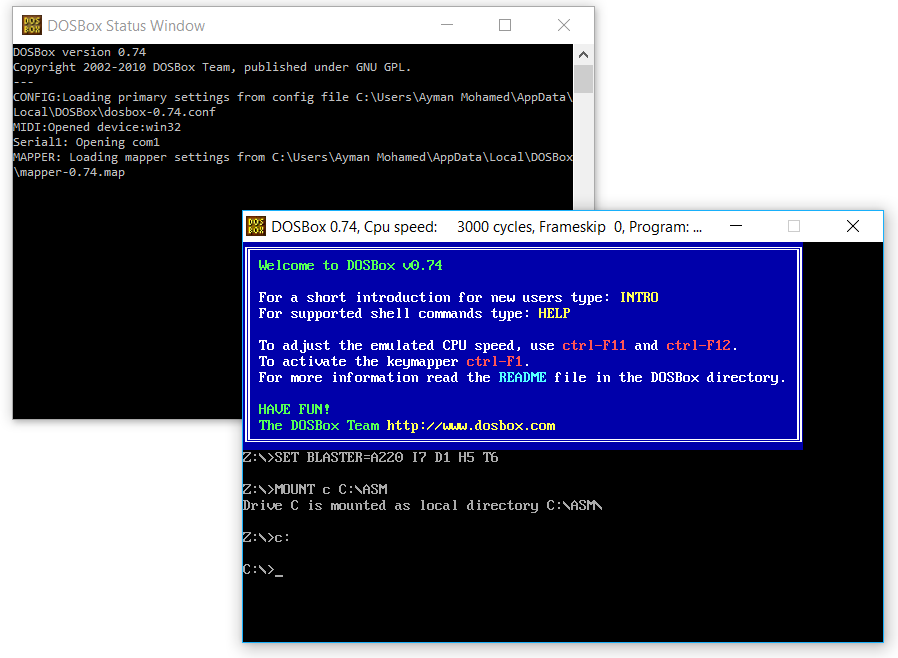 DOSBox Status Window
DOSBox version 0.74
Copyright 2002-2010 DOSBox Team, published under GNU GPL.
---
CONFIG:Loading primary settings from config file C:\Users\Ayman Mohamed\AppData\
Local\DOSBox\dosbox-0.74.conf
MIDI:Opened device:win32
Serial1: Opening com1
MAPPER: Loading mapper settings from C:\Users\Ayman Mohamed\AppData\Local\DOSBox
\mapper-0.74.map
DOSBox 0.74, Cpu speed:    3000 cycles, Frameskip  0, Program: ...
Welcome to DOSBox v0.74
For a short introduction for new users type: INTRO
For supported shell commands type: HELP
To adjust the emulated CPU speed, use ctrl-F11 and ctrl-F12.
To activate the keymapper ctrl-F1.
For more information read the README file in the DOSBox directory.
HAVE FUN!
The DOSBox Team http://www.dosbox.com
Z:\>SET BLASTER=A220 I7 D1 H5 T6
Z:\>MOUNT c C:\ASM
Drive C is mounted as local directory C:\ASM\
Z:\>c:
C:\>_